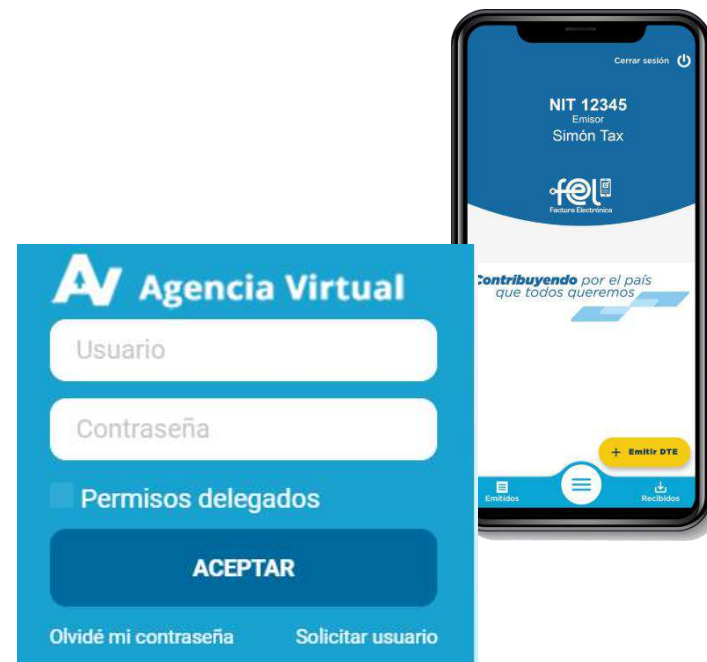 Cerrar sesión
NIT 12345
Emisor
Simón Tax
fel
Factura Electrónica
Contribuyendo por el país
que todos queremos
+ Emitir DTE
Emitidos
Recibidos
AV Agencia Virtual
Usuario
Contraseña
Permisos delegados
ACEPTAR
Olvidé mi contraseña
Solicitar usuario